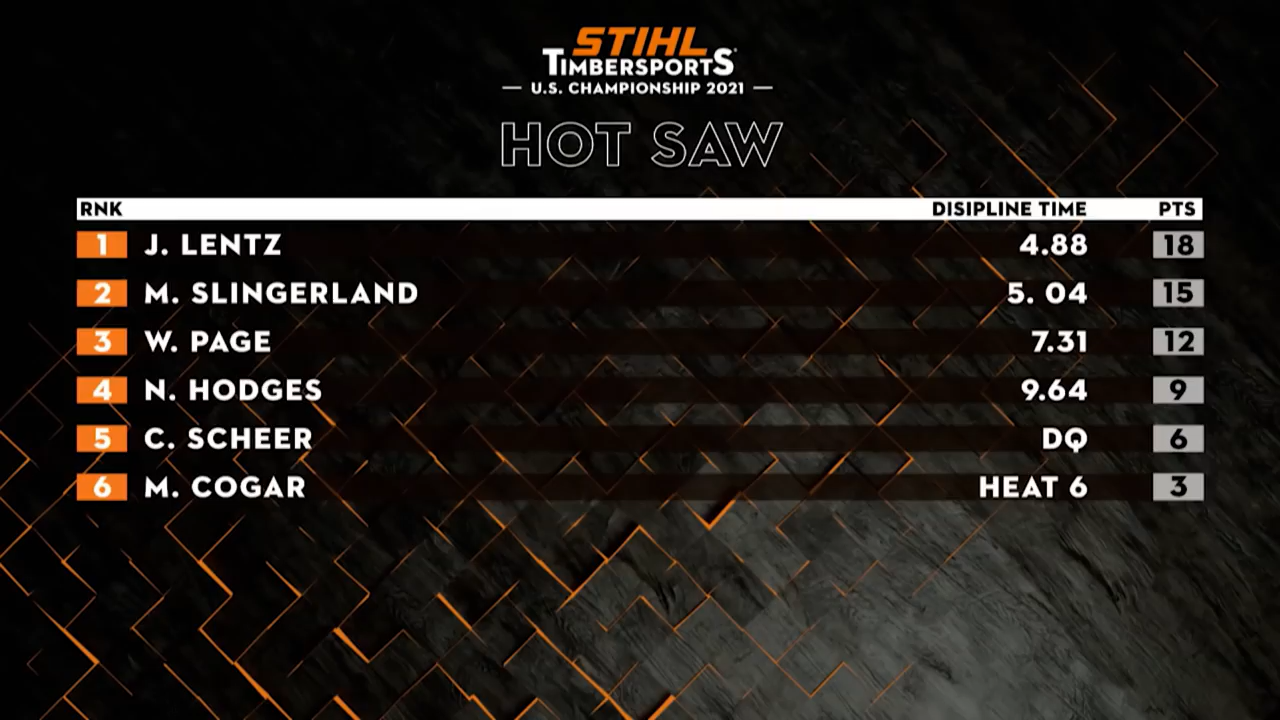 STIHL
TIMBERSPORTS
U.S. CHAMPIONSHIP 2021
HOT SAW
RNK DISIPLINE TIME PTS
1 J. LENTZ 4.88 18
2 M. SLINGERLAND 5. 04 15
3 W. PAGE 7.31 12
4 N. HODGES 9.64 9
5 C. SCHEER DQ 6
6 M. COGAR HEAT 6 3